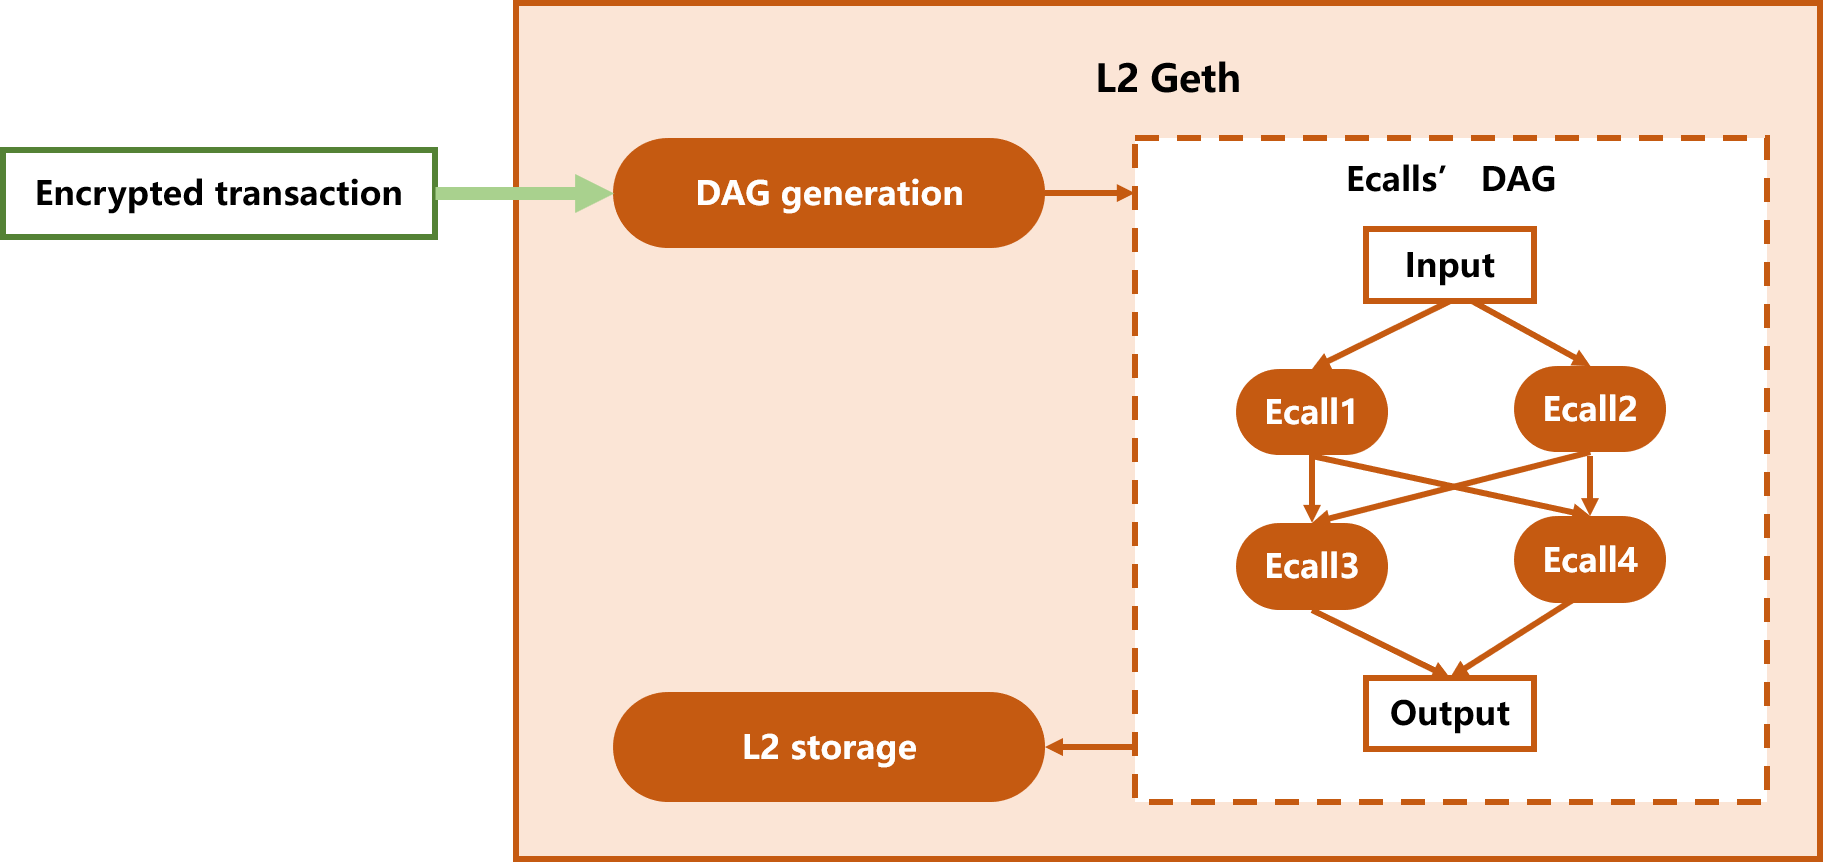 L2 Geth
Encrypted transaction
DAG generation
Ecalls’ DAG
Input
Ecall1
Ecall2
Ecall3
Ecall4
Output
L2 storage